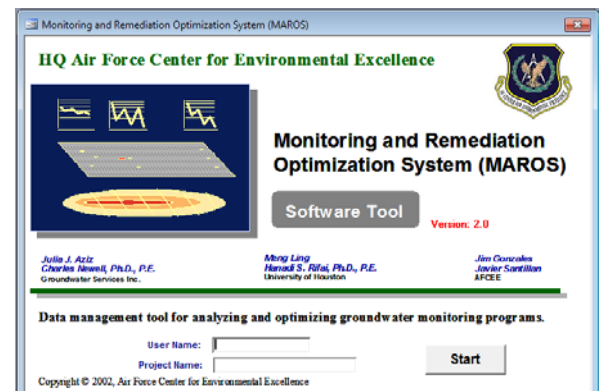 Monitoring and Remediation Optimization System (MAROS)
HQ Air Force Center for Environmental Excellence
Monitoring and Remediation
Optimization System (MAROS)
Software Tool
Version: 2.0
Julia J. Aziz
Charles Newell, Ph.D., P.E.
Groundwater Services Inc.
Meng Ling
Hanadi S. Rifai, Ph.D., P.E.
University of Houston
Jim Gonzales
Javier Santillan
AFCEE
Data management tool for analyzing and optimizing groundwater monitoring programs.
User Name:
Project Name:
Start
Copyright © 2002, Air Force Center for Environmental Excellence